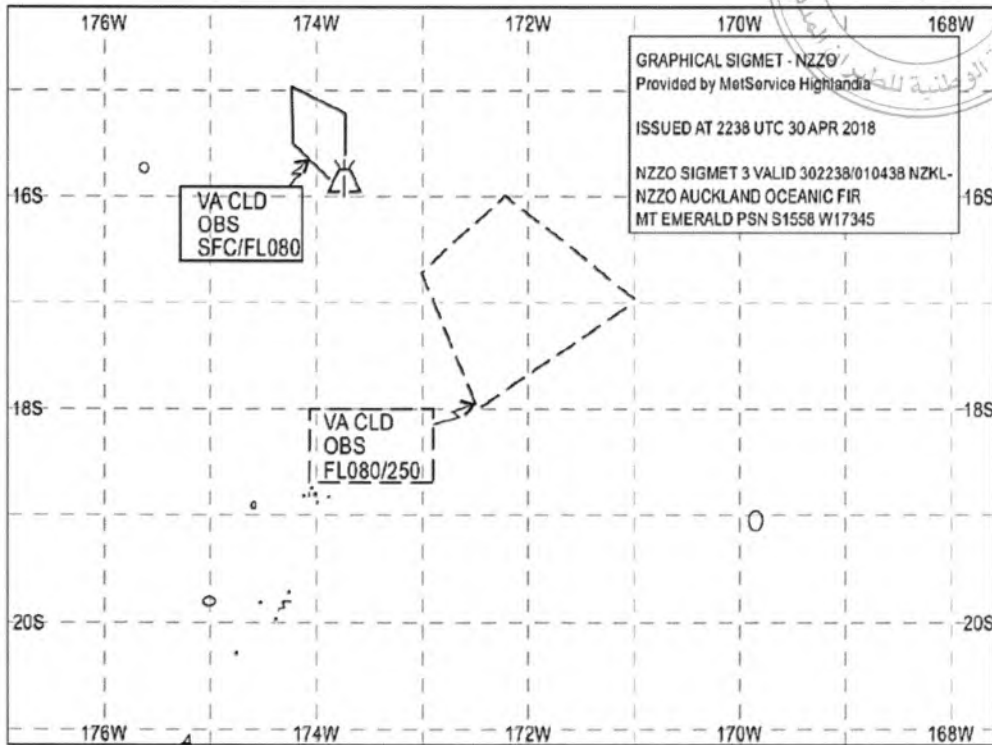 176W 174W 172W 170W 168W
GRAPHICAL SIGMET - NZZO
Provided by MetService Highlandia
ISSUED AT 2238 UTC 30 APR 2018
NZZO SIGMET 3 VALID 302238/010438 NZKL-
NZZO AUCKLAND OCEANIC FIR
MT EMERALD PSN S1558 W17345
16S 16S
VA CLD
OBS
SFC/FL080
18S 18S
VA CLD
OBS
FL080/250
20S 20S
176W 174W 172W 170W 168W
الوطنية للطيران